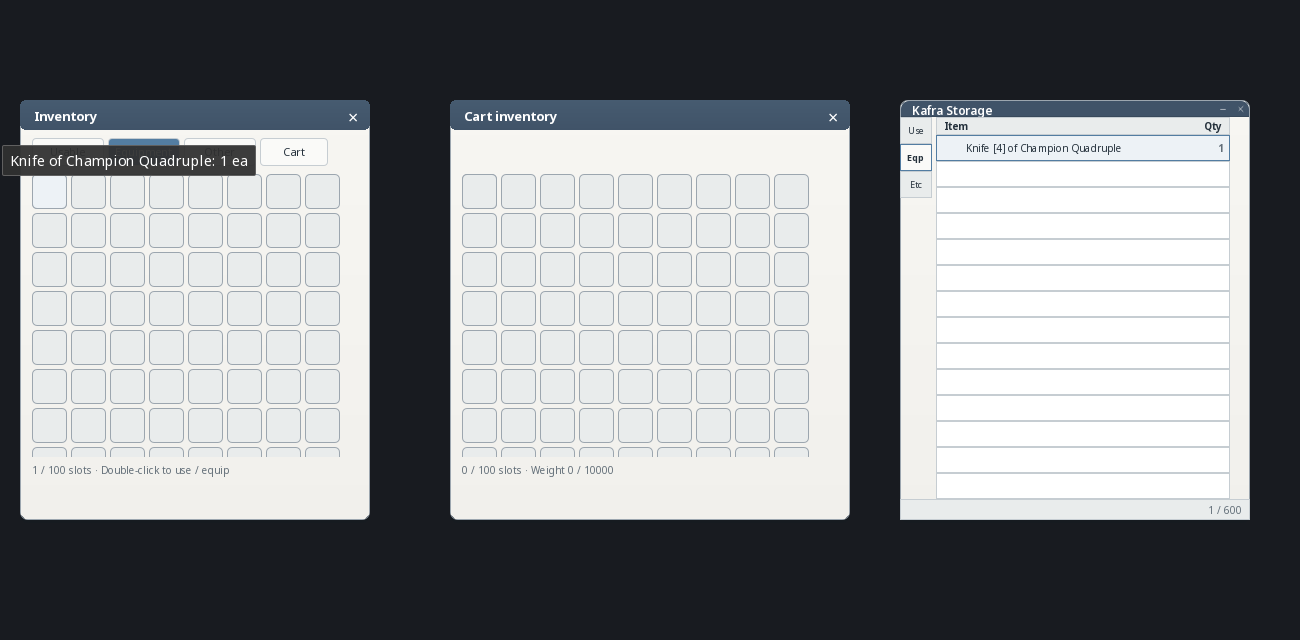 Inventory ×
Cart
Knife of Champion Quadruple: 1 ea
1 / 100 slots · Double-click to use / equip
Cart inventory ×
0 / 100 slots · Weight 0 / 10000
Kafra Storage − ×
Use
Eqp
Etc
Item Qty
Knife [4] of Champion Quadruple 1
1 / 600